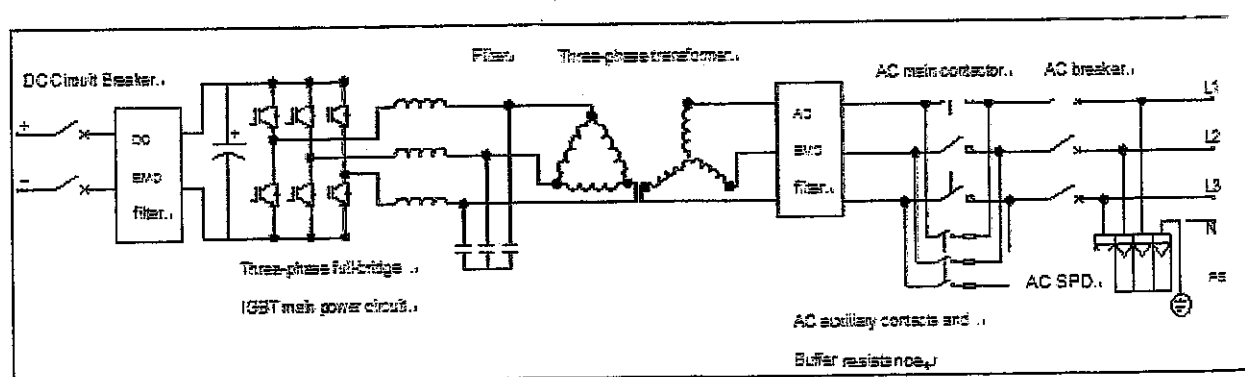 Filter. Three-phase transformer.
DC Circuit Breaker. AC main contactor. AC breaker.
L1
+ DC + AC L2
- EMC EMC L3
filter. filter. N
Three-phase full-bridge AC SPD. PE
IGBT main power circuit.
AC auxiliary contacts and
Buffer resistance